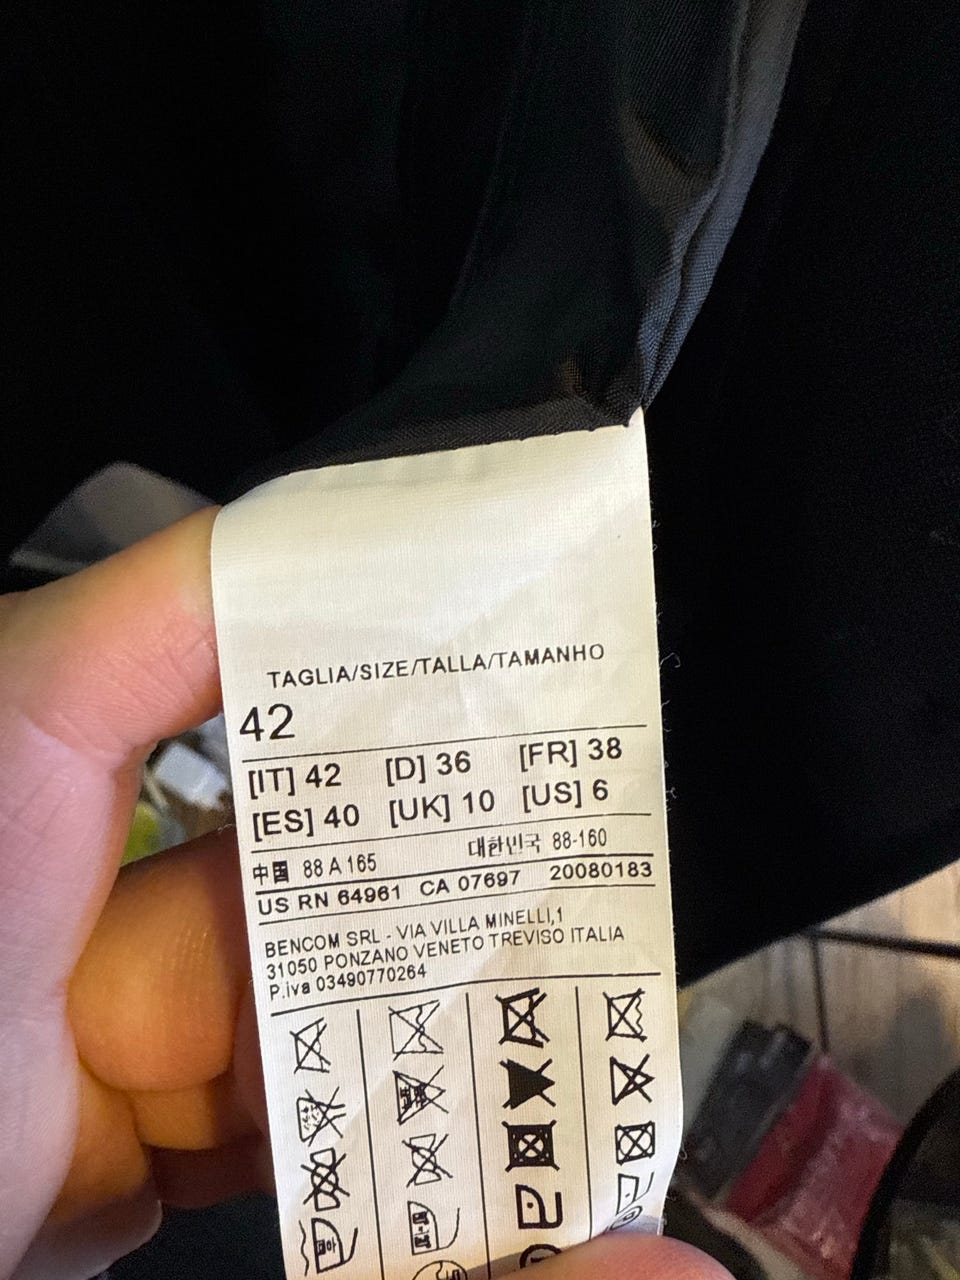 TAGLIA/SIZE/TALLA/TAMANHO
42
[IT] 42 [D] 36 [FR] 38
[ES] 40 [UK] 10 [US] 6
中国 88 A 165 대한민국 88-160
US RN 64961 CA 07697 20080183
BENCOM SRL - VIA VILLA MINELLI,1
31050 PONZANO VENETO TREVISO ITALIA
P.iva 03490770264